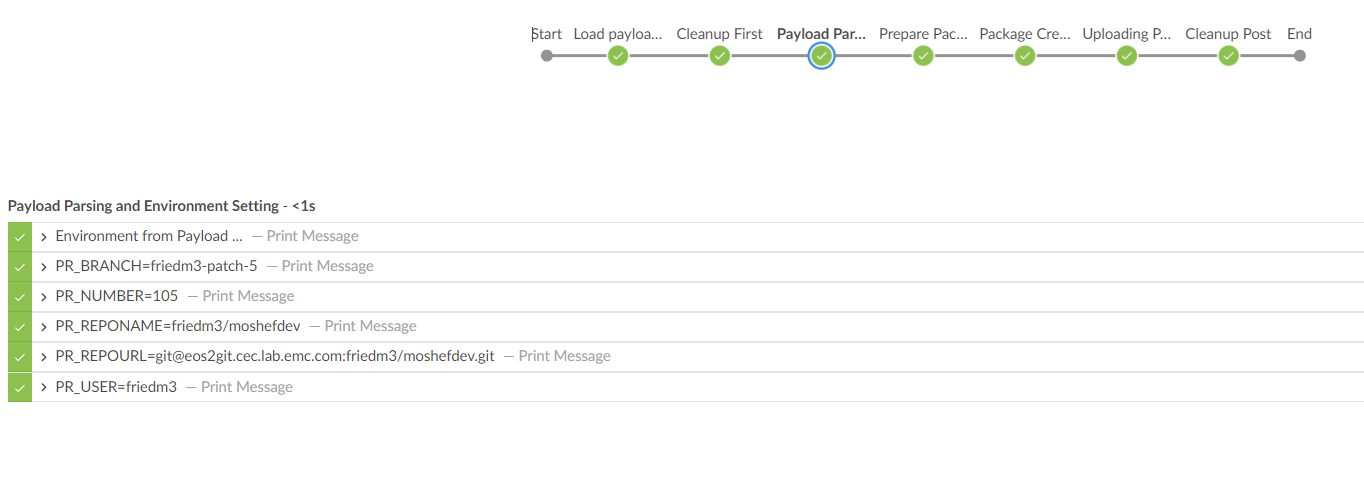 Start Load payloa... Cleanup First Payload Par... Prepare Pac... Package Cre... Uploading P... Cleanup Post End
Payload Parsing and Environment Setting - <1s
Environment from Payload ... — Print Message
PR_BRANCH=friedm3-patch-5 — Print Message
PR_NUMBER=105 — Print Message
PR_REPONAME=friedm3/moshefdev — Print Message
PR_REPOURL=git@eos2git.cec.lab.emc.com:friedm3/moshefdev.git — Print Message
PR_USER=friedm3 — Print Message